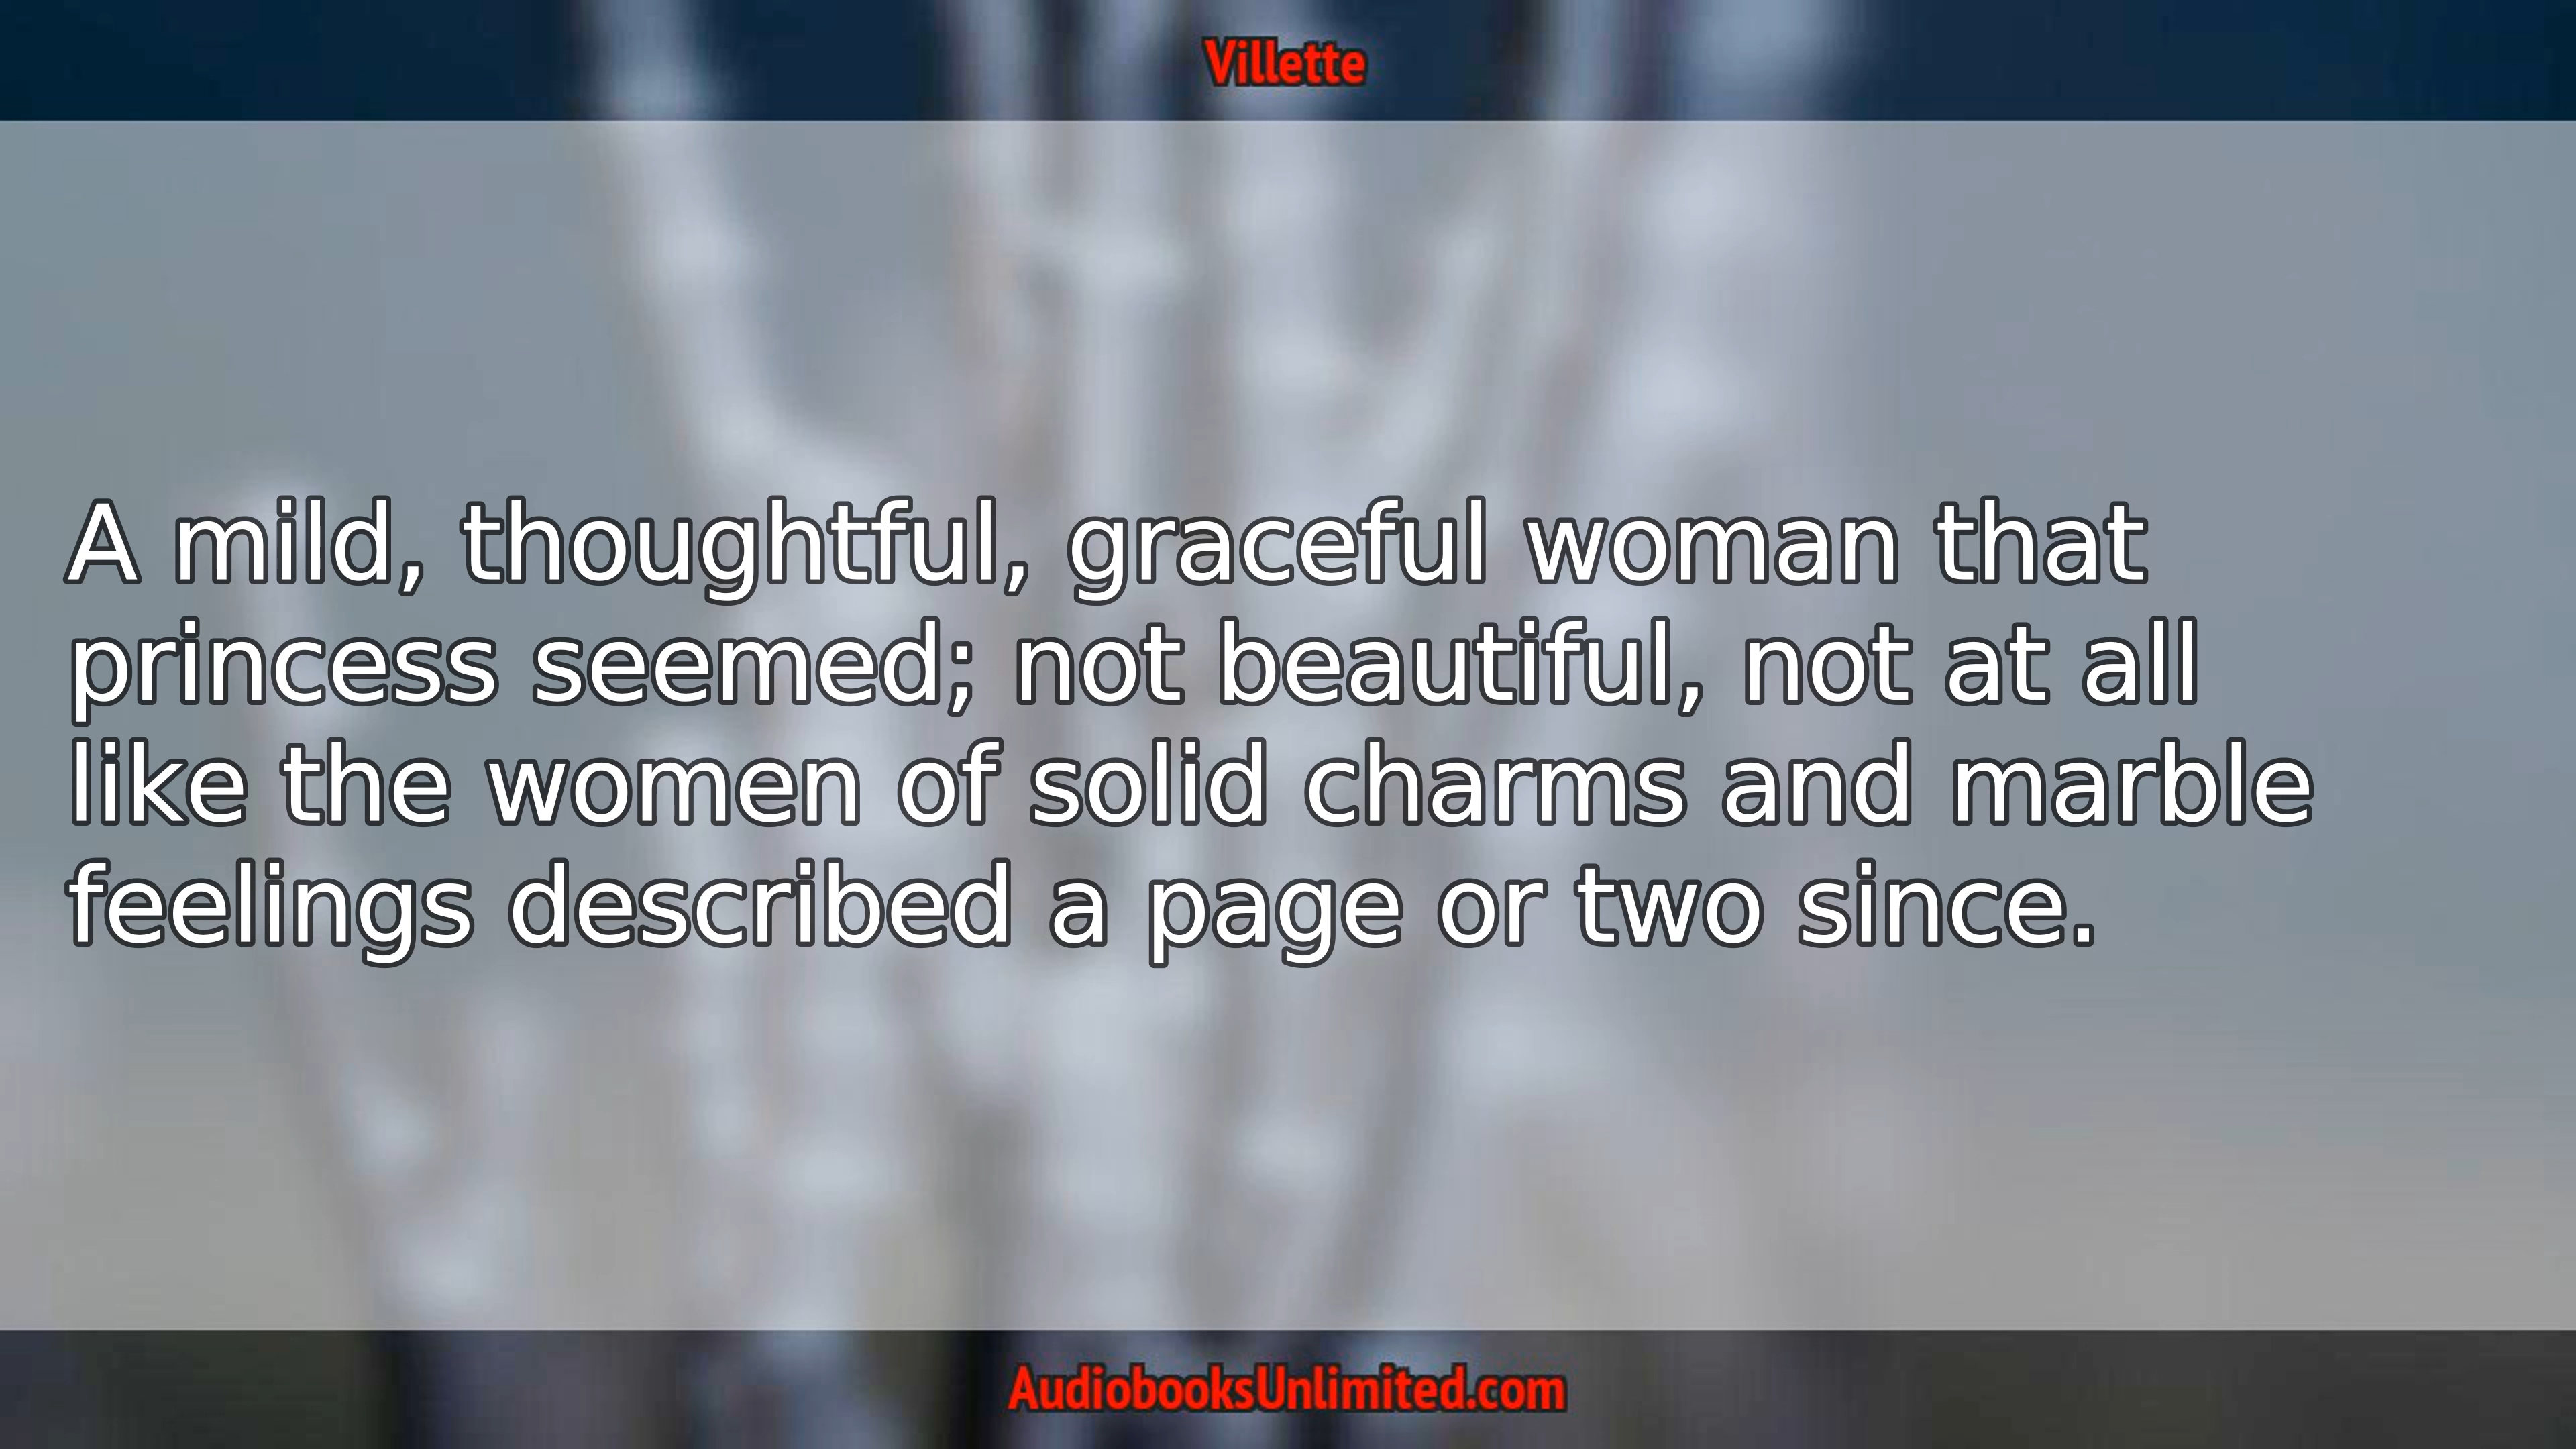 Villette
A mild, thoughtful, graceful woman that
princess seemed; not beautiful, not at all
like the women of solid charms and marble
feelings described a page or two since.
AudiobooksUnlimited.com